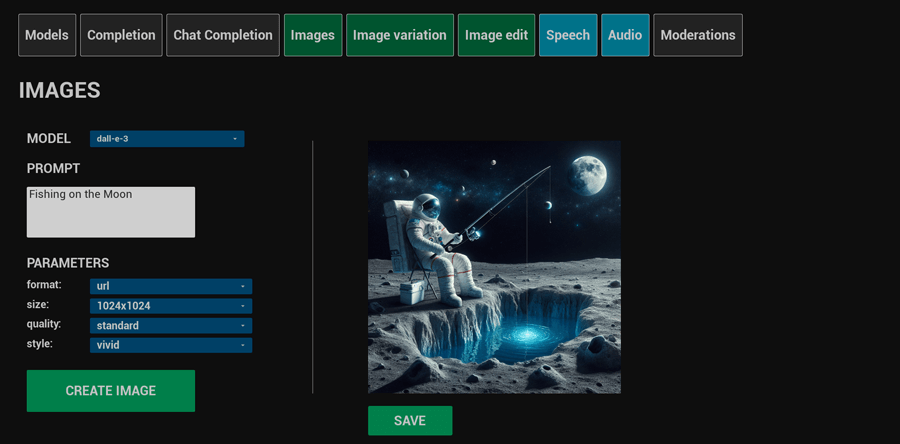 Models Completion Chat Completion Images Image variation Image edit Speech Audio Moderations
IMAGES
MODEL dall-e-3
PROMPT
Fishing on the Moon
PARAMETERS
format: url
size: 1024x1024
quality: standard
style: vivid
CREATE IMAGE
SAVE